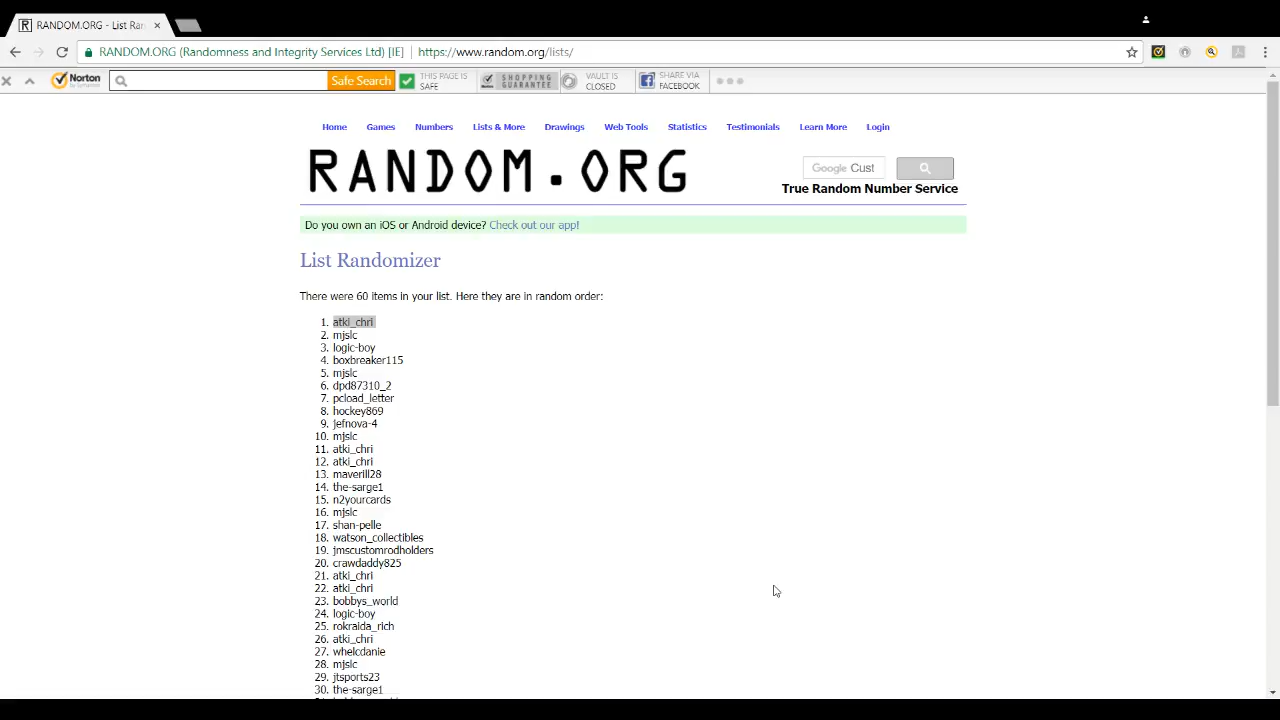 RANDOM.ORG - List Ran
RANDOM.ORG (Randomness and Integrity Services Ltd) [IE] https://www.random.org/lists/
Norton
by Symantec
Safe Search
THIS PAGE IS
SAFE
SHOPPING
GUARANTEE
VAULT IS
CLOSED
SHARE VIA
FACEBOOK
Home Games Numbers Lists & More Drawings Web Tools Statistics Testimonials Learn More Login
RANDOM.ORG
Google Cust
True Random Number Service
Do you own an iOS or Android device? Check out our app!
List Randomizer
There were 60 items in your list. Here they are in random order:
1. atki_chri
2. mjslc
3. logic-boy
4. boxbreaker115
5. mjslc
6. dpd87310_2
7. pcload_letter
8. hockey869
9. jefnova-4
10. mjslc
11. atki_chri
12. atki_chri
13. maverill28
14. the-sarge1
15. n2yourcards
16. mjslc
17. shan-pelle
18. watson_collectibles
19. jmscustomrodholders
20. crawdaddy825
21. atki_chri
22. atki_chri
23. bobbys_world
24. logic-boy
25. rokraida_rich
26. atki_chri
27. whelcdanie
28. mjslc
29. jtsports23
30. the-sarge1